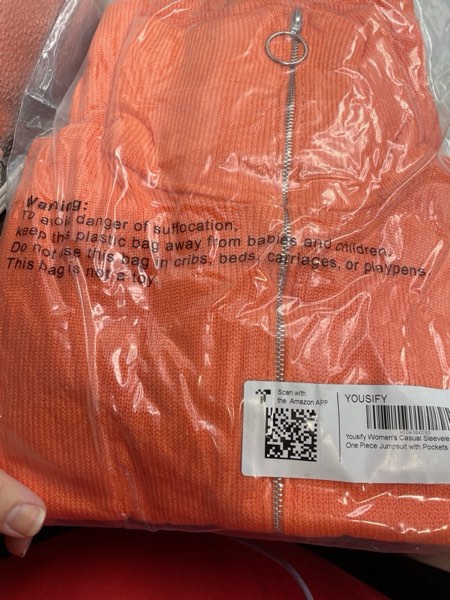 Warning:
To avoid danger of suffocation,
keep this plastic bag away from babies and children.
Do not use this bag in cribs, beds, carriages, or playpens.
This bag is not a toy.
Scan with
the Amazon APP
YOUSIFY
Yousify Women's Casual Sleevele
One Piece Jumpsuit with Pockets